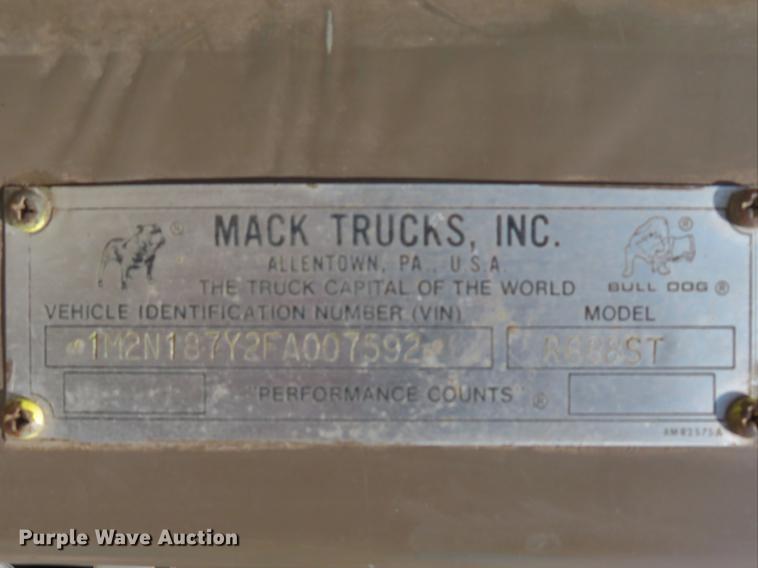 MACK TRUCKS, INC.
ALLENTOWN, PA., U.S.A.
THE TRUCK CAPITAL OF THE WORLD
BULL DOG ®
VEHICLE IDENTIFICATION NUMBER (VIN)
MODEL
1M2N187Y2FA007592
R688ST
"PERFORMANCE COUNTS" ®
Purple Wave Auction